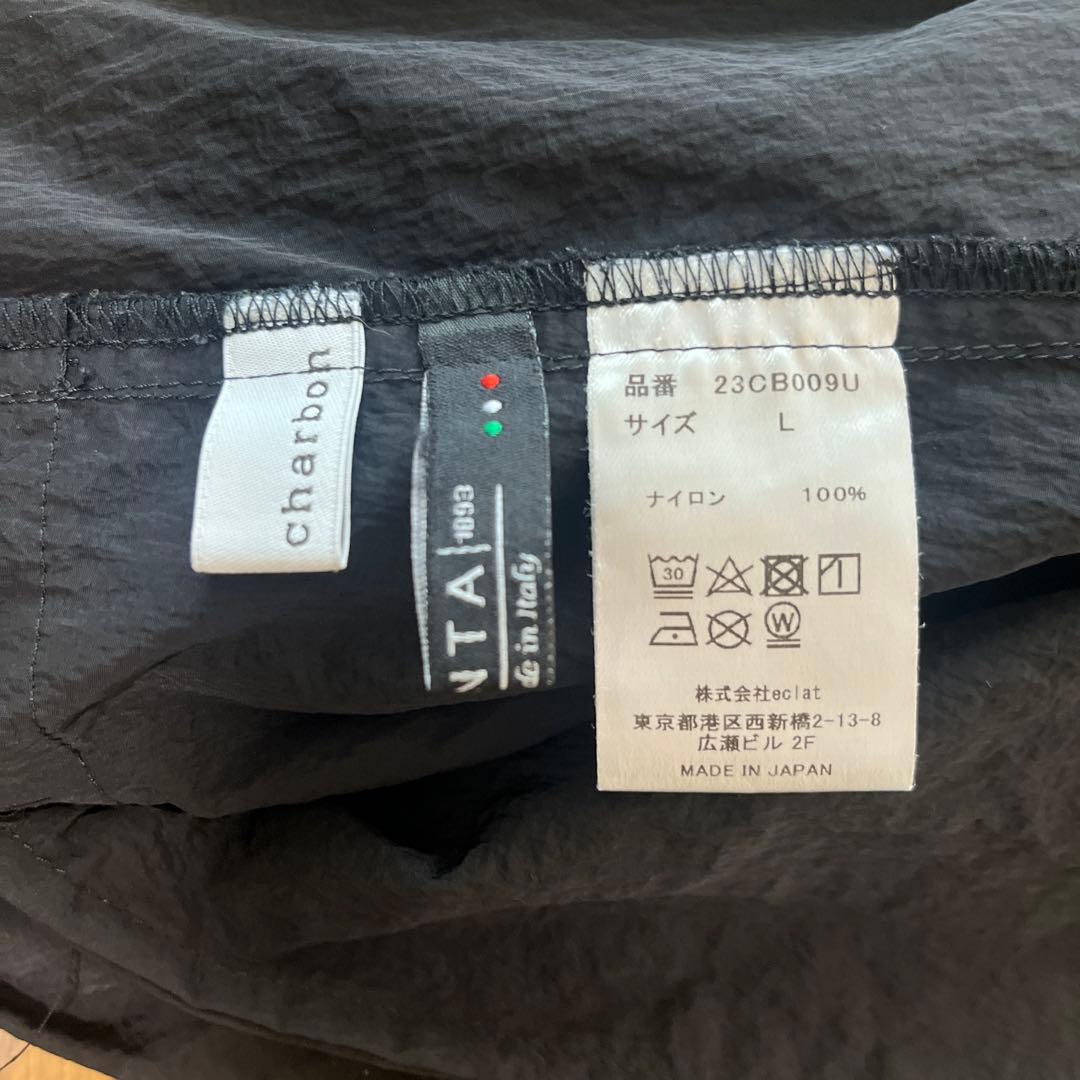 charbon
NTA 1893
de in Italy
品番 23CB009U
サイズ L
ナイロン 100%
30
W
株式会社eclat
東京都港区西新橋2-13-8
広瀬ビル 2F
MADE IN JAPAN